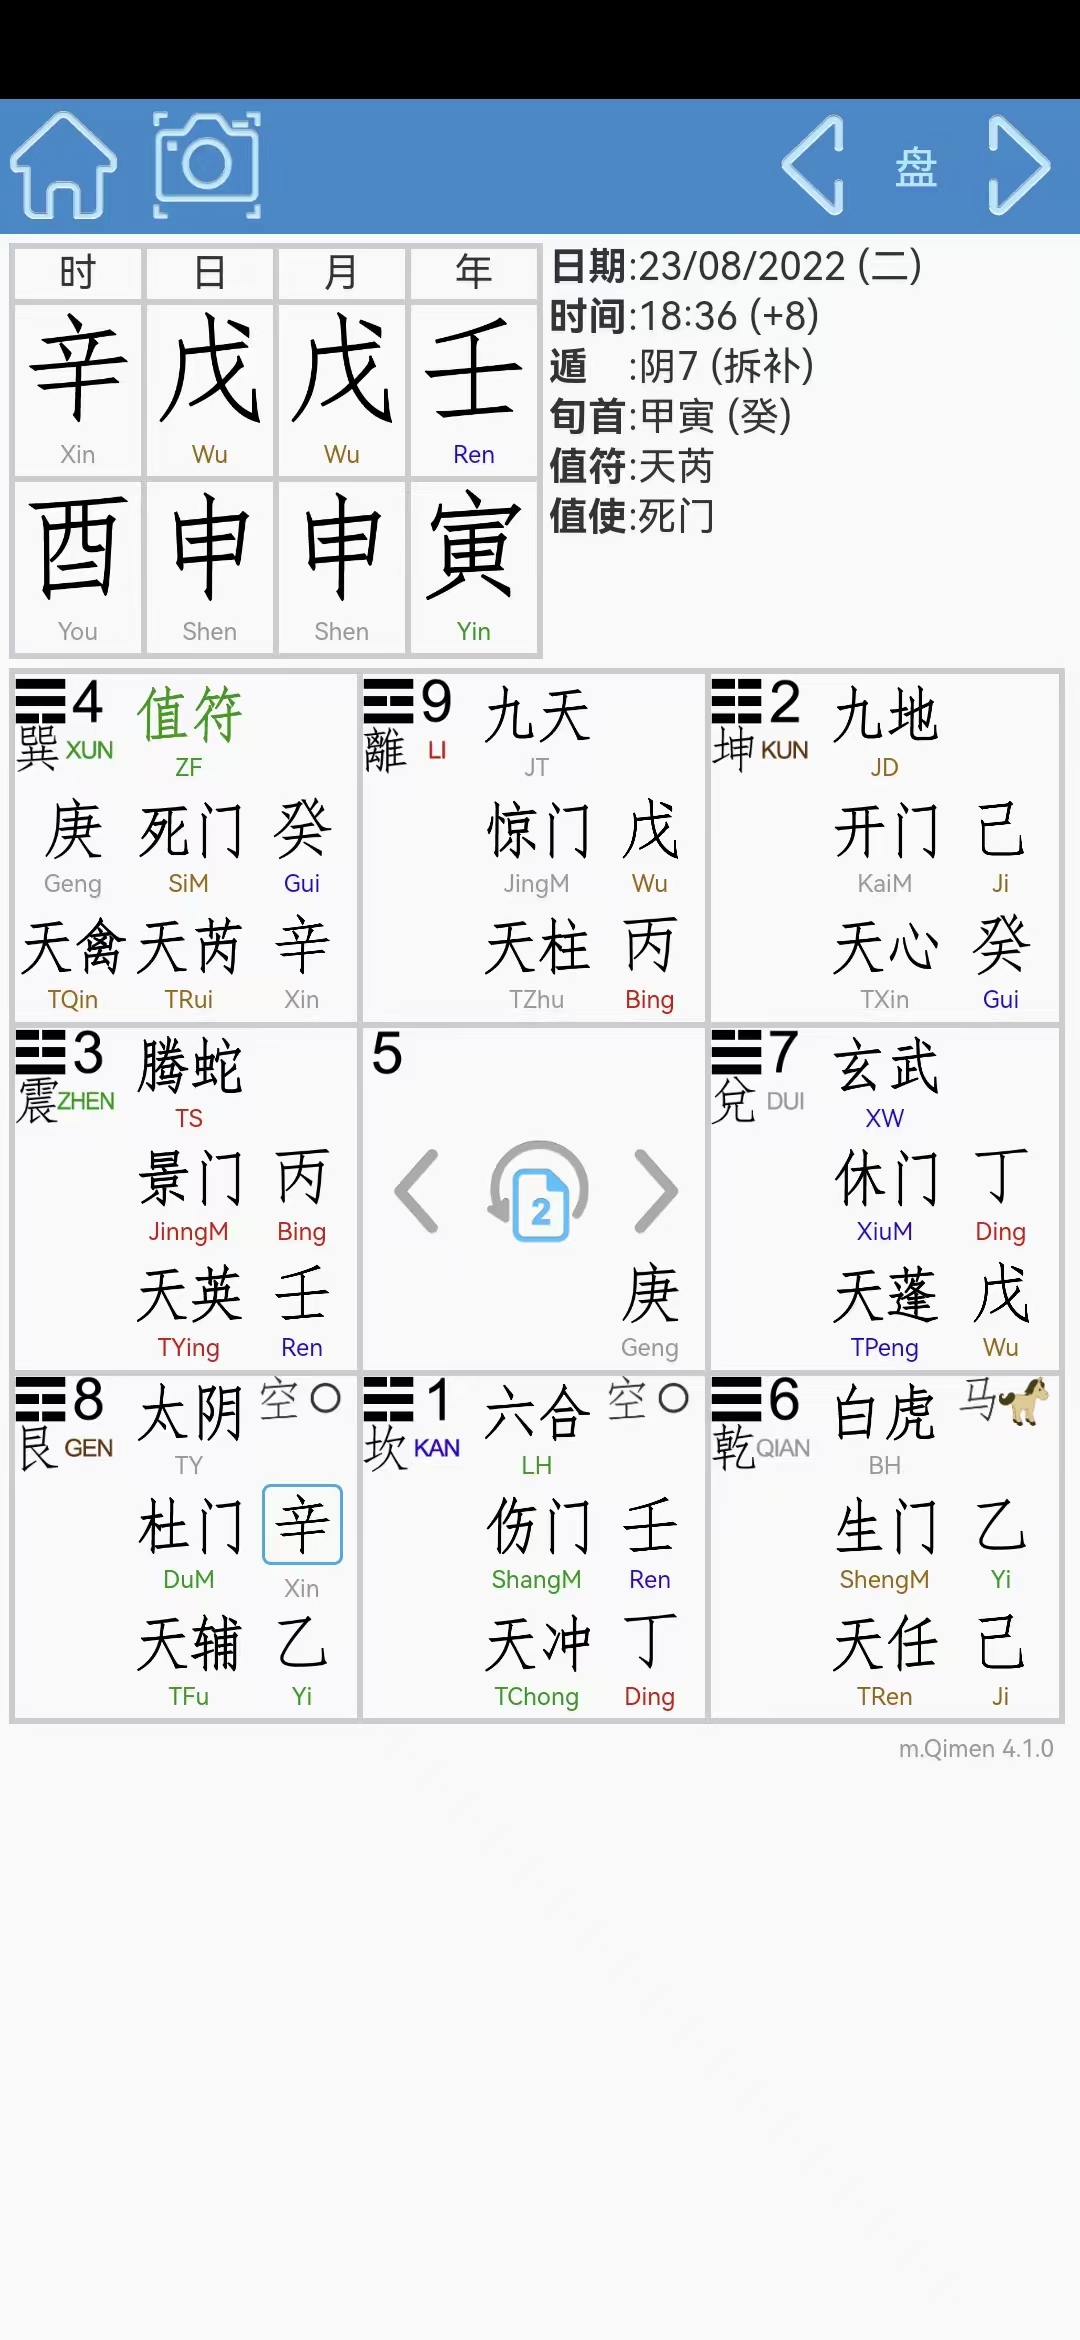 盘
时 日 月 年
辛 戊 戊 壬
Xin Wu Wu Ren
酉 申 申 寅
You Shen Shen Yin
日期:23/08/2022 (二)
时间:18:36 (+8)
遁 :阴7 (拆补)
旬首:甲寅 (癸)
值符:天芮
值使:死门
4 值符
巽 XUN ZF
庚 死门 癸
Geng SiM Gui
天禽 天芮 辛
TQin TRui Xin
9 九天
離 LI JT
惊门 戊
JingM Wu
天柱 丙
TZhu Bing
2 九地
坤 KUN JD
开门 己
KaiM Ji
天心 癸
TXin Gui
3 腾蛇
震 ZHEN TS
景门 丙
JinngM Bing
天英 壬
TYing Ren
5
2
庚
Geng
7 玄武
兌 DUI XW
休门 丁
XiuM Ding
天蓬 戊
TPeng Wu
8 太阴 空
艮 GEN TY
杜门 辛
DuM Xin
天辅 乙
TFu Yi
1 六合 空
坎 KAN LH
伤门 壬
ShangM Ren
天冲 丁
TChong Ding
6 白虎 马
乾 QIAN BH
生门 乙
ShengM Yi
天任 己
TRen Ji
m.Qimen 4.1.0